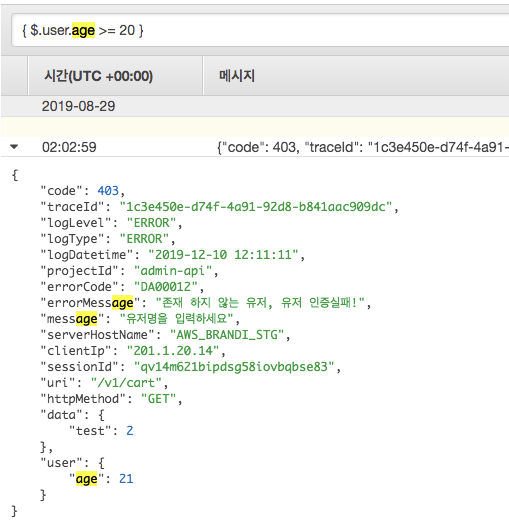 { $.user.age >= 20 }
시간(UTC +00:00) 메시지
2019-08-29
02:02:59 {"code": 403, "traceId": "1c3e450e-d74f-4a91-
{
"code": 403,
"traceId": "1c3e450e-d74f-4a91-92d8-b841aac909dc",
"logLevel": "ERROR",
"logType": "ERROR",
"logDatetime": "2019-12-10 12:11:11",
"projectId": "admin-api",
"errorCode": "DA00012",
"errorMessage": "존재 하지 않는 유저, 유저 인증실패!",
"message": "유저명을 입력하세요",
"serverHostName": "AWS_BRANDI_STG",
"clientIp": "201.1.20.14",
"sessionId": "qv14m621bipdsg58iovbqbse83",
"uri": "/v1/cart",
"httpMethod": "GET",
"data": {
"test": 2
},
"user": {
"age": 21
}
}